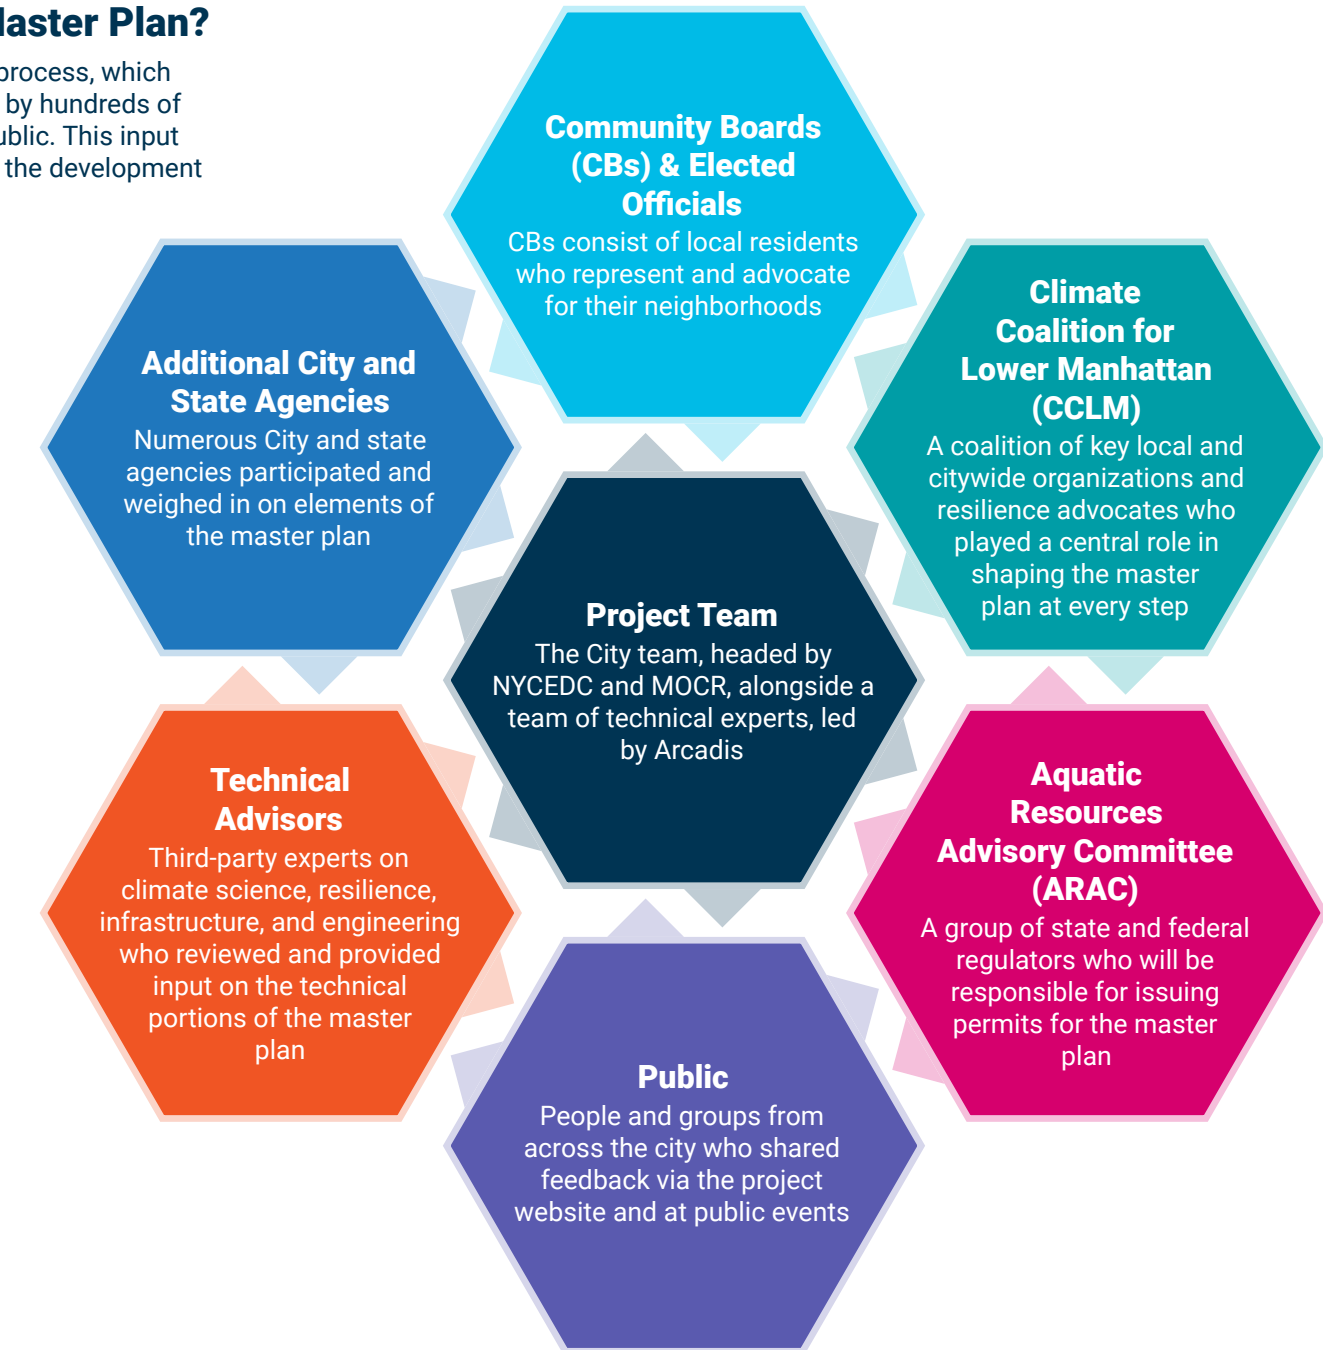 Master Plan?
process, which
by hundreds of
public. This input
the development
Community Boards
(CBs) & Elected
Officials
CBs consist of local residents
who represent and advocate
for their neighborhoods
Additional City and
State Agencies
Numerous City and state
agencies participated and
weighed in on elements of
the master plan
Climate
Coalition for
Lower Manhattan
(CCLM)
A coalition of key local and
citywide organizations and
resilience advocates who
played a central role in
shaping the master
plan at every step
Project Team
The City team, headed by
NYCEDC and MOCR, alongside a
team of technical experts, led
by Arcadis
Technical
Advisors
Third-party experts on
climate science, resilience,
infrastructure, and engineering
who reviewed and provided
input on the technical
portions of the master
plan
Aquatic
Resources
Advisory Committee
(ARAC)
A group of state and federal
regulators who will be
responsible for issuing
permits for the master
plan
Public
People and groups from
across the city who shared
feedback via the project
website and at public events